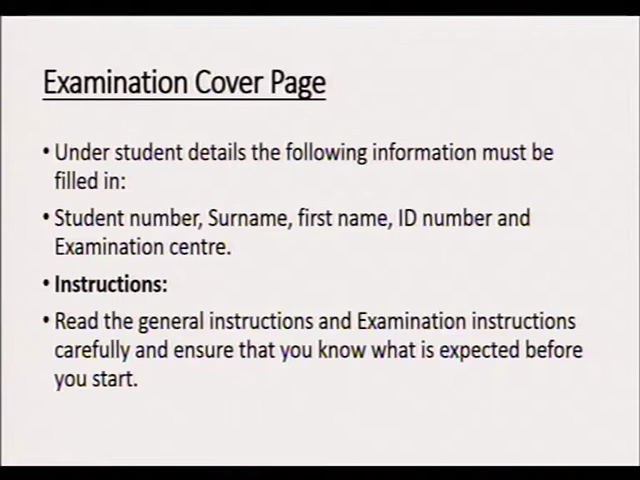 Examination Cover Page
• Under student details the following information must be
filled in:
• Student number, Surname, first name, ID number and
Examination centre.
• Instructions:
• Read the general instructions and Examination instructions
carefully and ensure that you know what is expected before
you start.